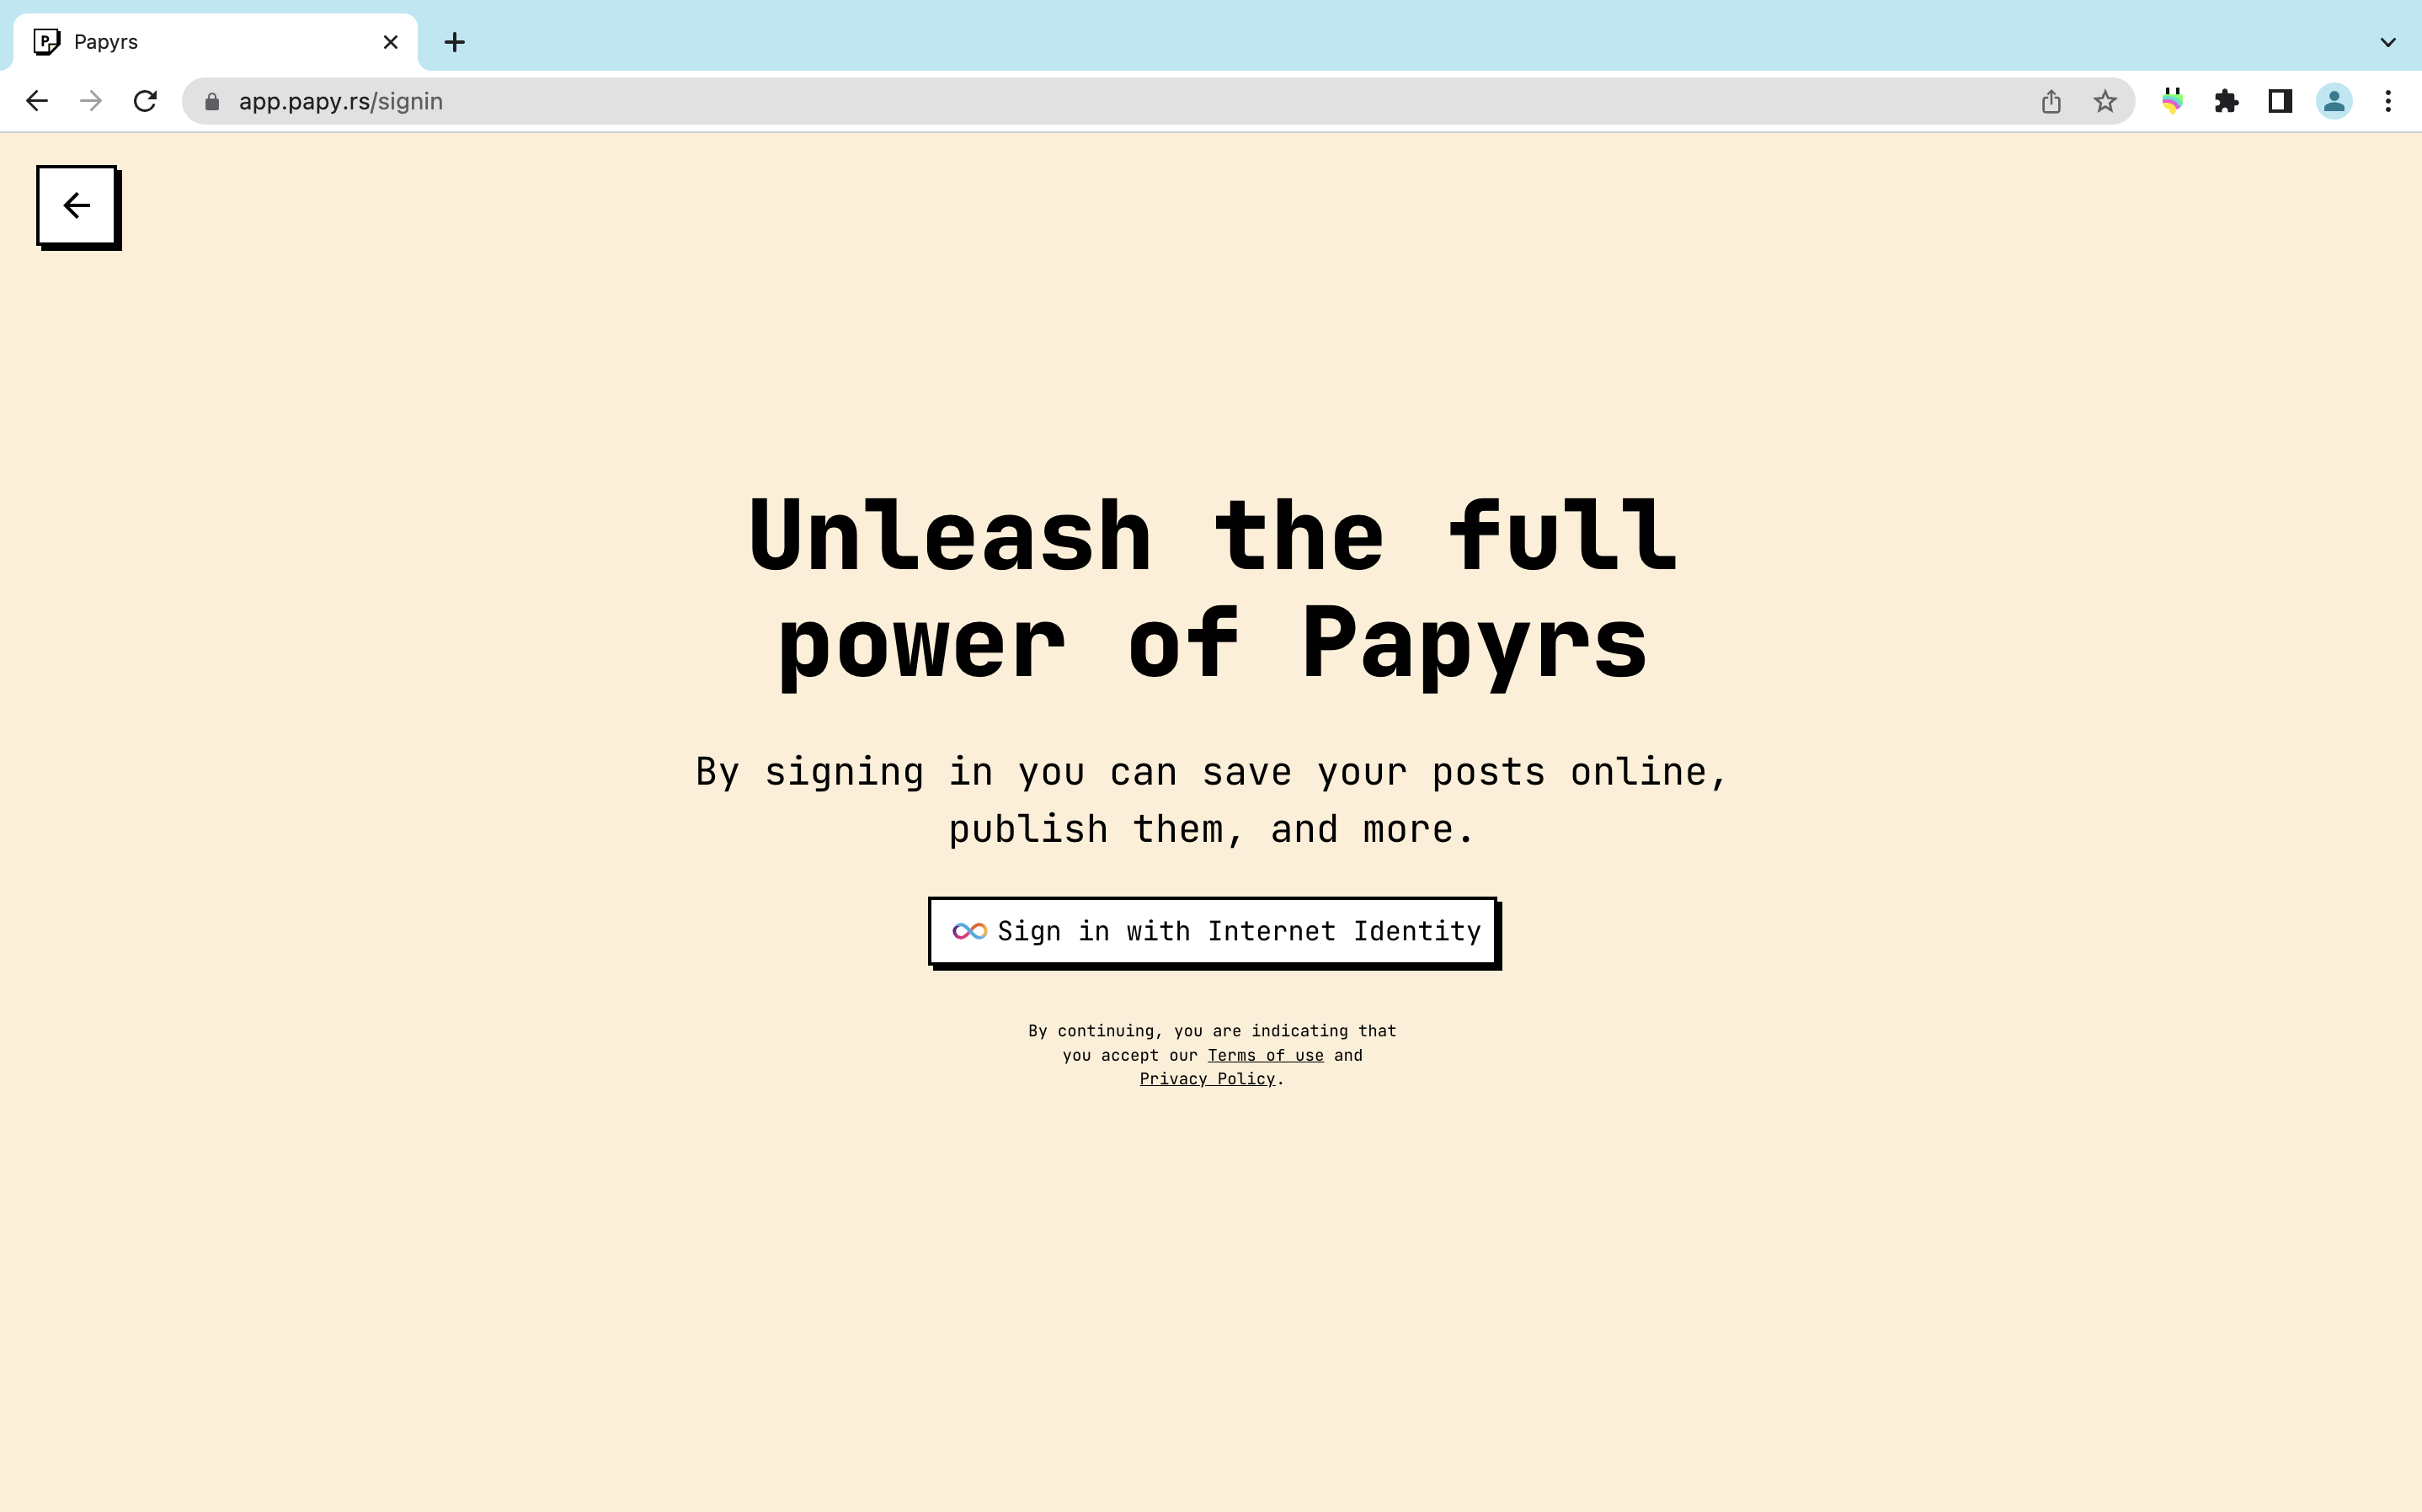 Papyrs
app.papy.rs/signin
Unleash the full
power of Papyrs
By signing in you can save your posts online,
publish them, and more.
Sign in with Internet Identity
By continuing, you are indicating that
you accept our Terms of use and
Privacy Policy.